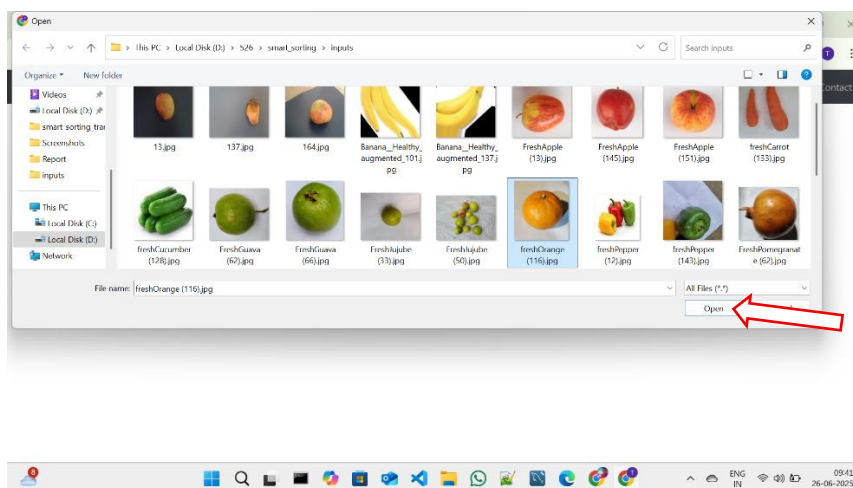 Open
This PC > Local Disk (D:) > 526 > smart_sorting > inputs
Search inputs
T
Organize
New folder
Contact
Videos
Local Disk (D:)
smart sorting trai
Screenshots
Report
inputs
This PC
Local Disk (C:)
Local Disk (D:)
Network
13.jpg
137.jpg
164.jpg
Banana__Healthy_
augmented_101.j
pg
Banana__Healthy_
augmented_137.j
pg
FreshApple
(13).jpg
FreshApple
(145).jpg
FreshApple
(151).jpg
freshCarrot
(133).jpg
freshCucumber
(128).jpg
FreshGuava
(62).jpg
FreshGuava
(66).jpg
FreshJujube
(33).jpg
FreshJujube
(50).jpg
freshOrange
(116).jpg
freshPepper
(12).jpg
freshPepper
(143).jpg
FreshPomegranat
e (62).jpg
File name: freshOrange (116).jpg
All Files (*.*)
Open
8
T
ENG
IN
09:41
26-06-2025